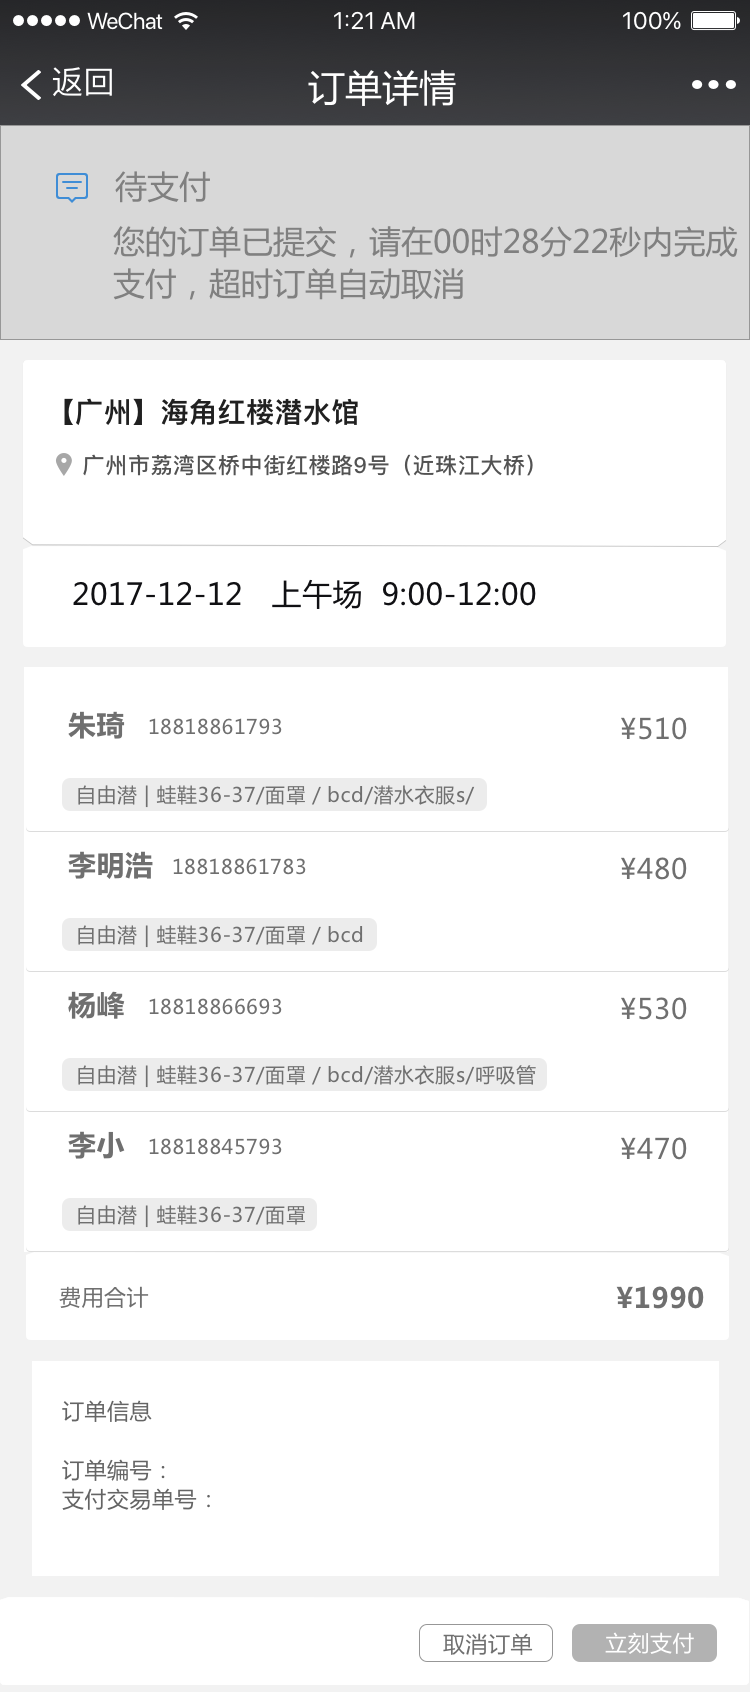 WeChat 1:21 AM 100%
返回 订单详情
待支付
您的订单已提交，请在00时28分22秒内完成
支付，超时订单自动取消
【广州】海角红楼潜水馆
广州市荔湾区桥中街红楼路9号（近珠江大桥）
2017-12-12 上午场 9:00-12:00
朱琦 18818861793 ¥510
自由潜 | 蛙鞋36-37/面罩 / bcd/潜水衣服s/
李明浩 18818861783 ¥480
自由潜 | 蛙鞋36-37/面罩 / bcd
杨峰 18818866693 ¥530
自由潜 | 蛙鞋36-37/面罩 / bcd/潜水衣服s/呼吸管
李小 18818845793 ¥470
自由潜 | 蛙鞋36-37/面罩
费用合计 ¥1990
订单信息
订单编号：
支付交易单号：
取消订单 立刻支付